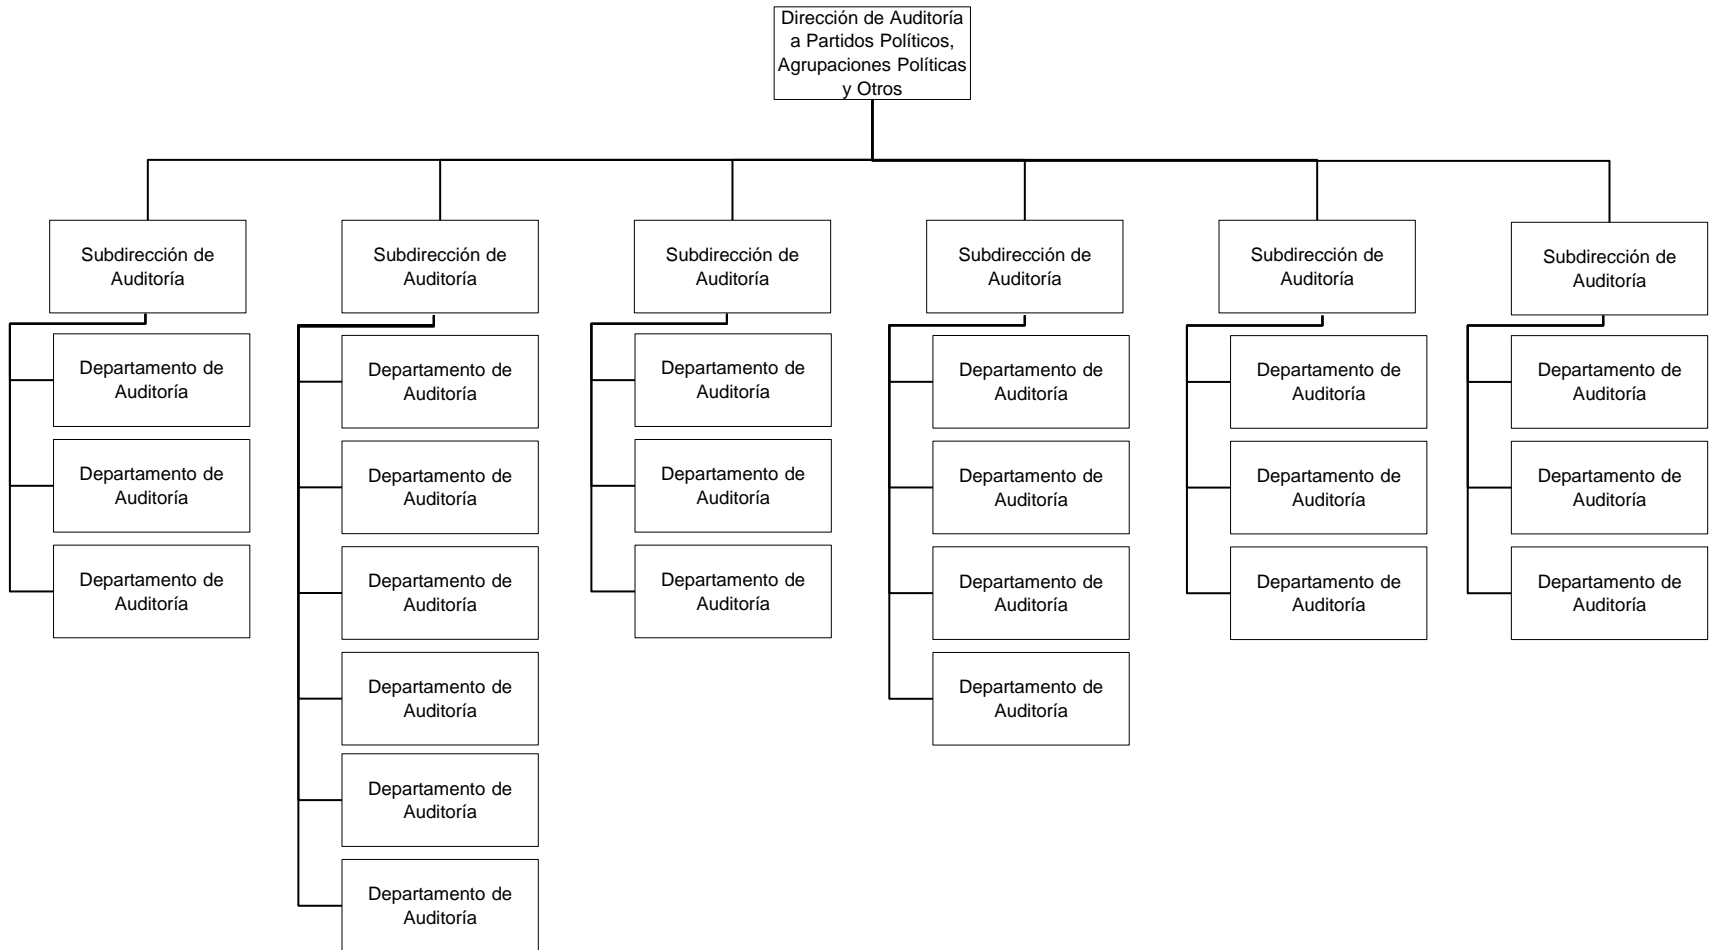 Dirección de Auditoría
a Partidos Políticos,
Agrupaciones Políticas
y Otros
Subdirección de
Auditoría
Subdirección de
Auditoría
Subdirección de
Auditoría
Subdirección de
Auditoría
Subdirección de
Auditoría
Subdirección de
Auditoría
Departamento de
Auditoría
Departamento de
Auditoría
Departamento de
Auditoría
Departamento de
Auditoría
Departamento de
Auditoría
Departamento de
Auditoría
Departamento de
Auditoría
Departamento de
Auditoría
Departamento de
Auditoría
Departamento de
Auditoría
Departamento de
Auditoría
Departamento de
Auditoría
Departamento de
Auditoría
Departamento de
Auditoría
Departamento de
Auditoría
Departamento de
Auditoría
Departamento de
Auditoría
Departamento de
Auditoría
Departamento de
Auditoría
Departamento de
Auditoría
Departamento de
Auditoría
Departamento de
Auditoría